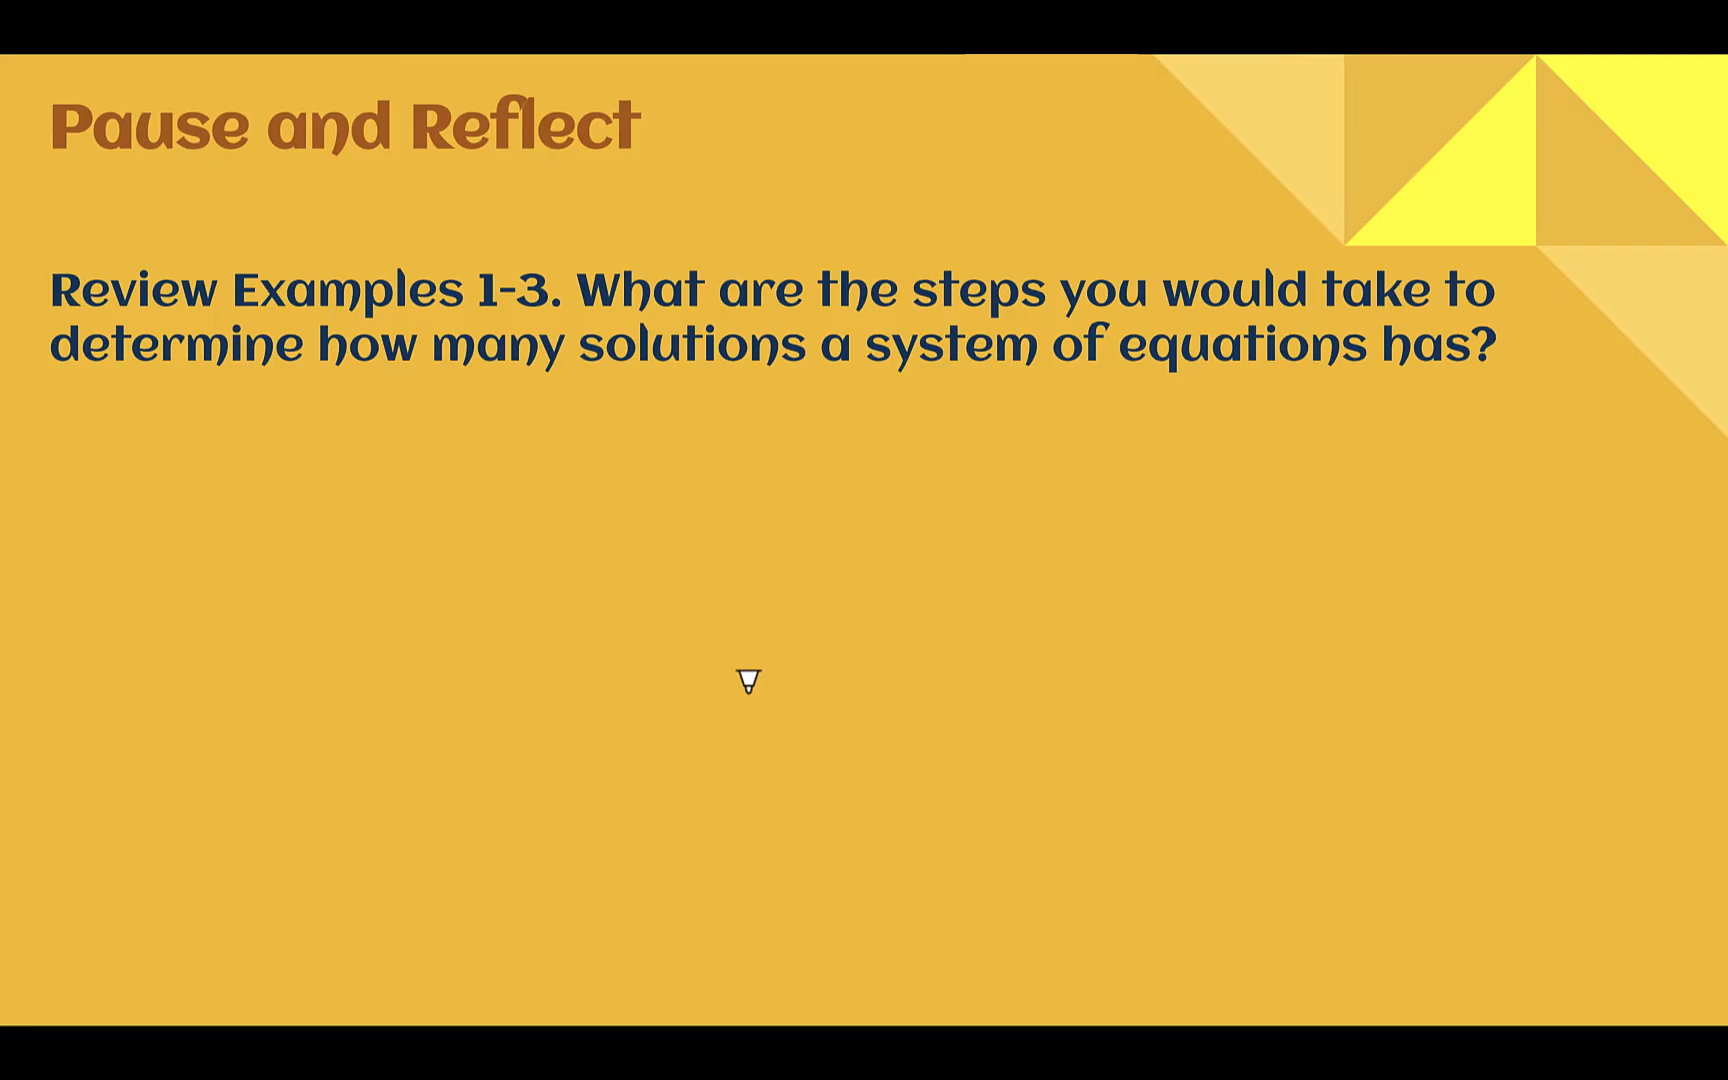 Pause and Reflect
Review Examples 1-3. What are the steps you would take to
determine how many solutions a system of equations has?